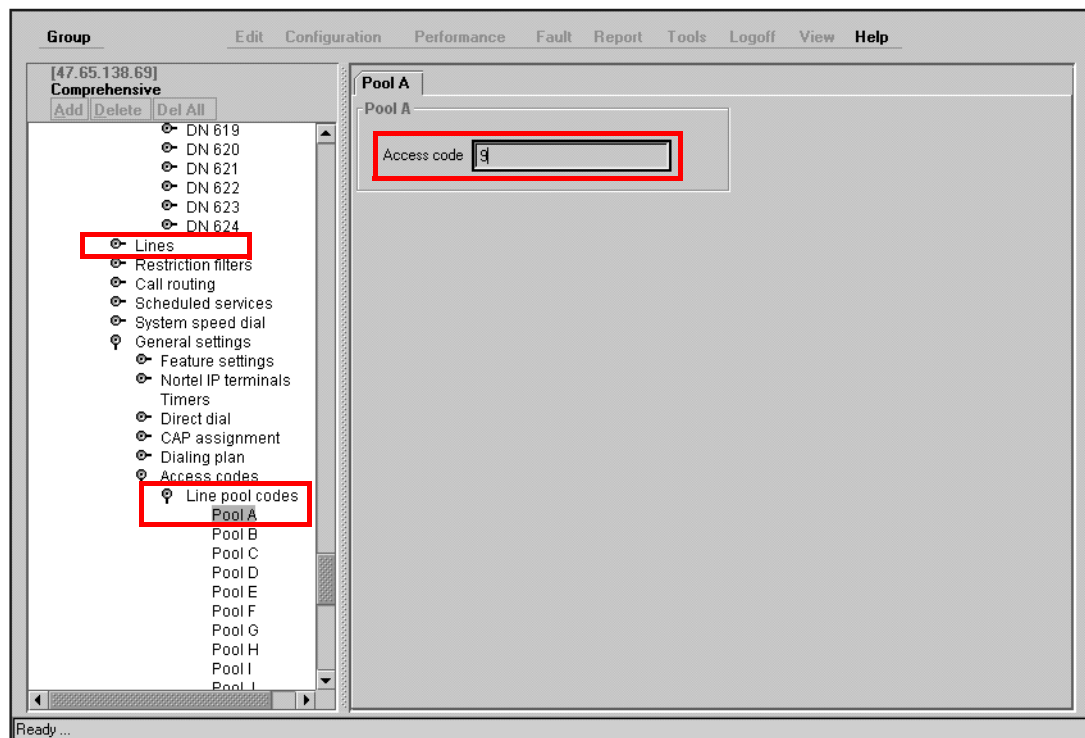 Group Edit Configuration Performance Fault Report Tools Logoff View Help
[47.65.138.69]
Comprehensive
Add Delete Del All
DN 619
DN 620
DN 621
DN 622
DN 623
DN 624
Lines
Restriction filters
Call routing
Scheduled services
System speed dial
General settings
Feature settings
Nortel IP terminals
Timers
Direct dial
CAP assignment
Dialing plan
Access codes
Line pool codes
Pool A
Pool B
Pool C
Pool D
Pool E
Pool F
Pool G
Pool H
Pool I
Pool J
Pool A
Pool A
Access code 9
Ready ...